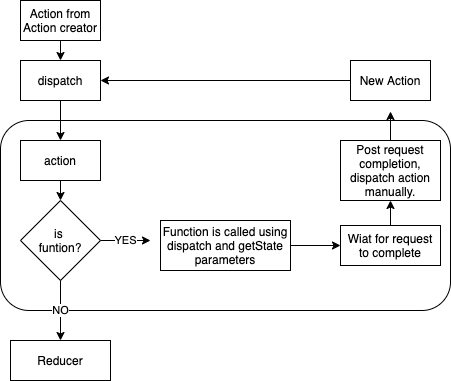 Action from
Action creator
dispatch
New Action
action
Post request
completion,
dispatch action
manually.
is
funtion?
YES
Function is called using
dispatch and getState
parameters
Wiat for request
to complete
NO
Reducer